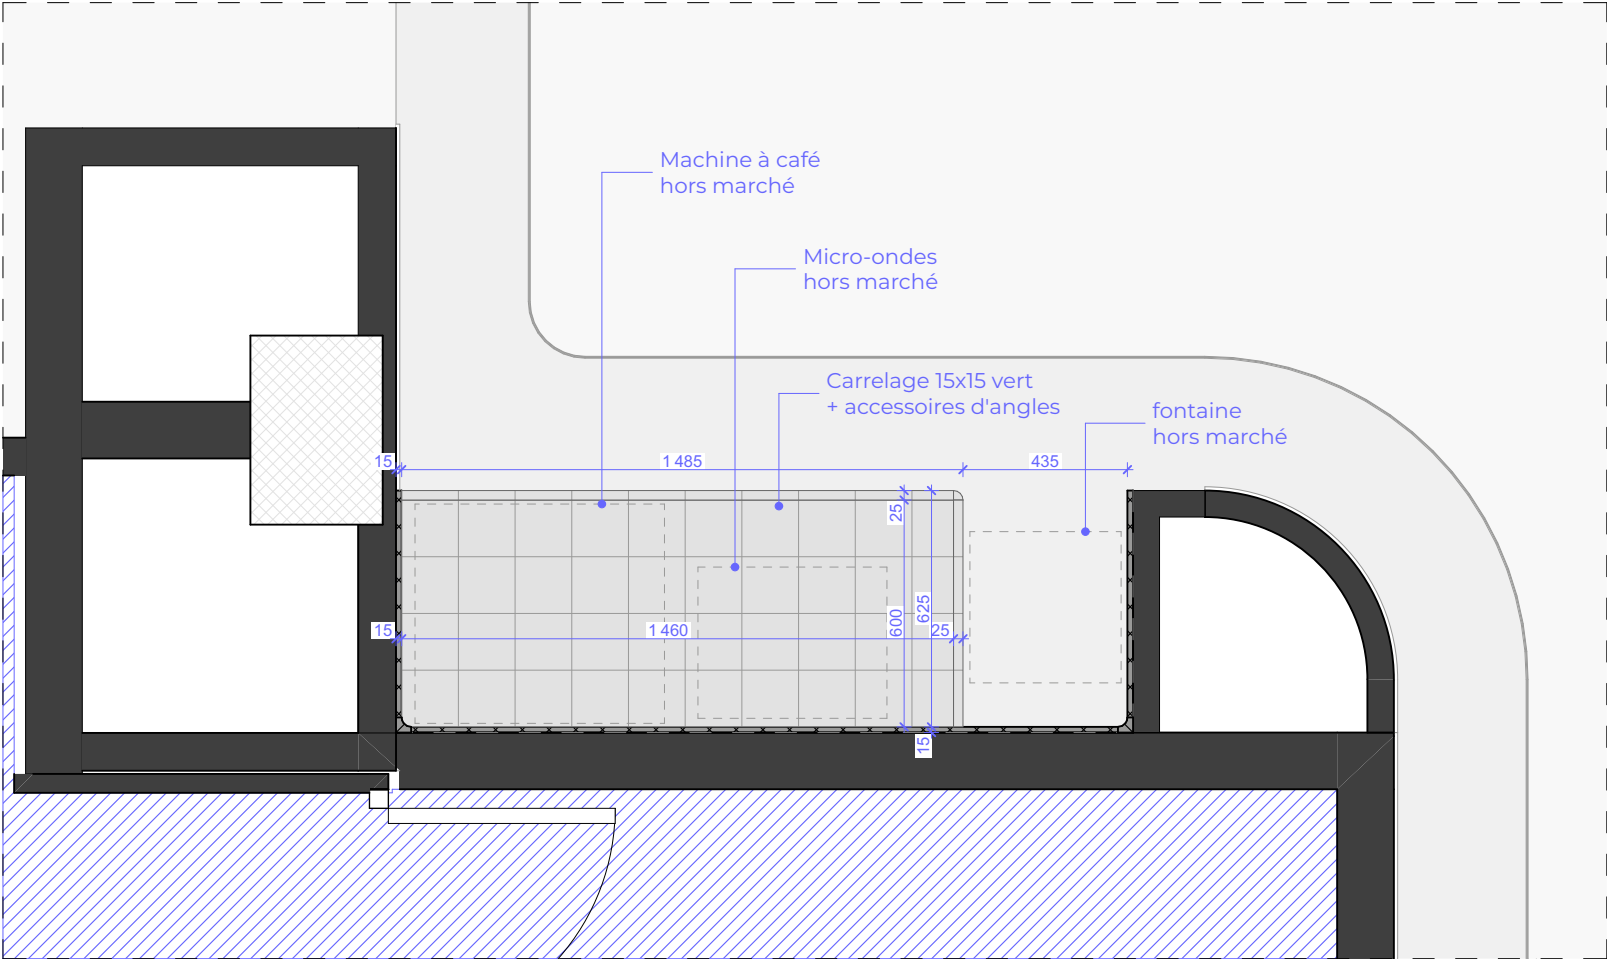 Machine à café
hors marché
Micro-ondes
hors marché
Carrelage 15x15 vert
+ accessoires d'angles
fontaine
hors marché
15
1 485
435
25
600
625
15
1 460
25
15